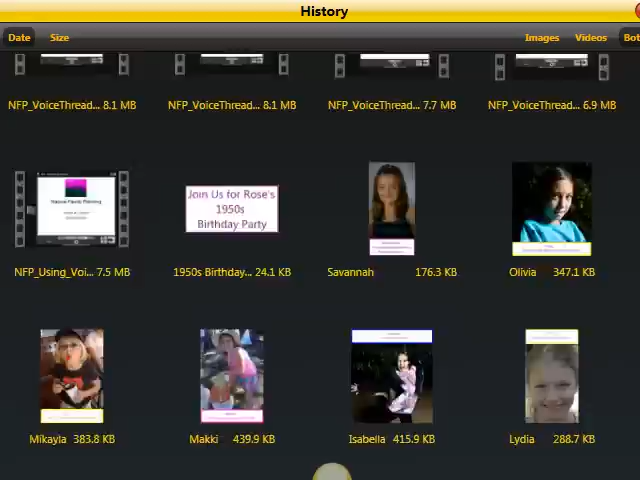 History
Date Size Images Videos Bot
NFP_VoiceThread... 8.1 MB NFP_VoiceThread... 8.1 MB NFP_VoiceThread... 7.7 MB NFP_VoiceThread... 6.9 MB
Join Us for Rose's
1950s
Birthday Party
NFP_Using_Voi... 7.5 MB 1950s Birthday... 24.1 KB Savannah 176.3 KB Olivia 347.1 KB
Mikayla 383.8 KB Makki 439.9 KB Isabella 415.9 KB Lydia 288.7 KB